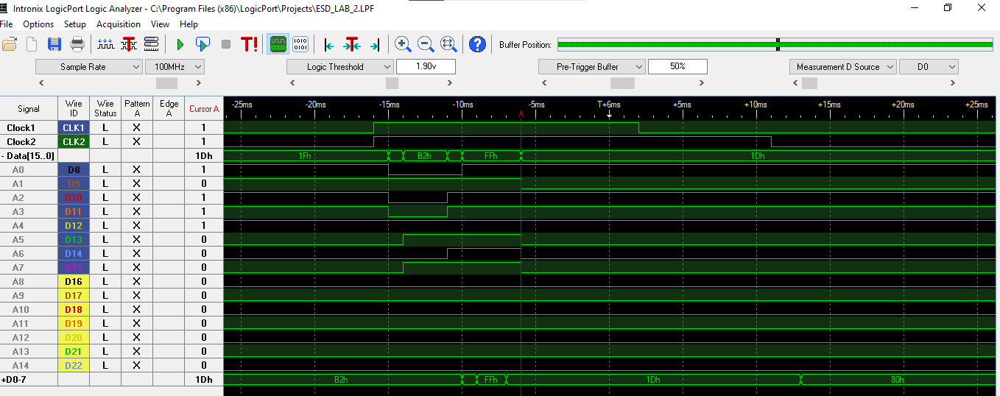 Intronix LogicPort Logic Analyzer - C:\Program Files (x86)\LogicPort\Projects\ESD_LAB_2.LPF
File Options Setup Acquisition View Help
T! 1010 0101 ? Buffer Position:
Sample Rate 100MHz Logic Threshold 1.90v Pre-Trigger Buffer 50% Measurement D Source D0
Signal Wire ID Wire Status Pattern A Edge A Cursor A -25ms -20ms -15ms -10ms -5ms T+6ms +5ms +10ms +15ms +20ms +25ms
A
Clock1 CLK1 L X 1
Clock2 CLK2 L X 1
- Data[15..0] 1Dh 1Fh B2h FFh 1Dh
A0 D8 L X 1
A1 D9 L X 0
A2 D10 L X 1
A3 D11 L X 1
A4 D12 L X 1
A5 D13 L X 0
A6 D14 L X 0
A7 D15 L X 0
A8 D16 L X 0
A9 D17 L X 0
A10 D18 L X 0
A11 D19 L X 0
A12 D20 L X 0
A13 D21 L X 0
A14 D22 L X 0
+D0-7 1Dh B2h FFh 1Dh 80h